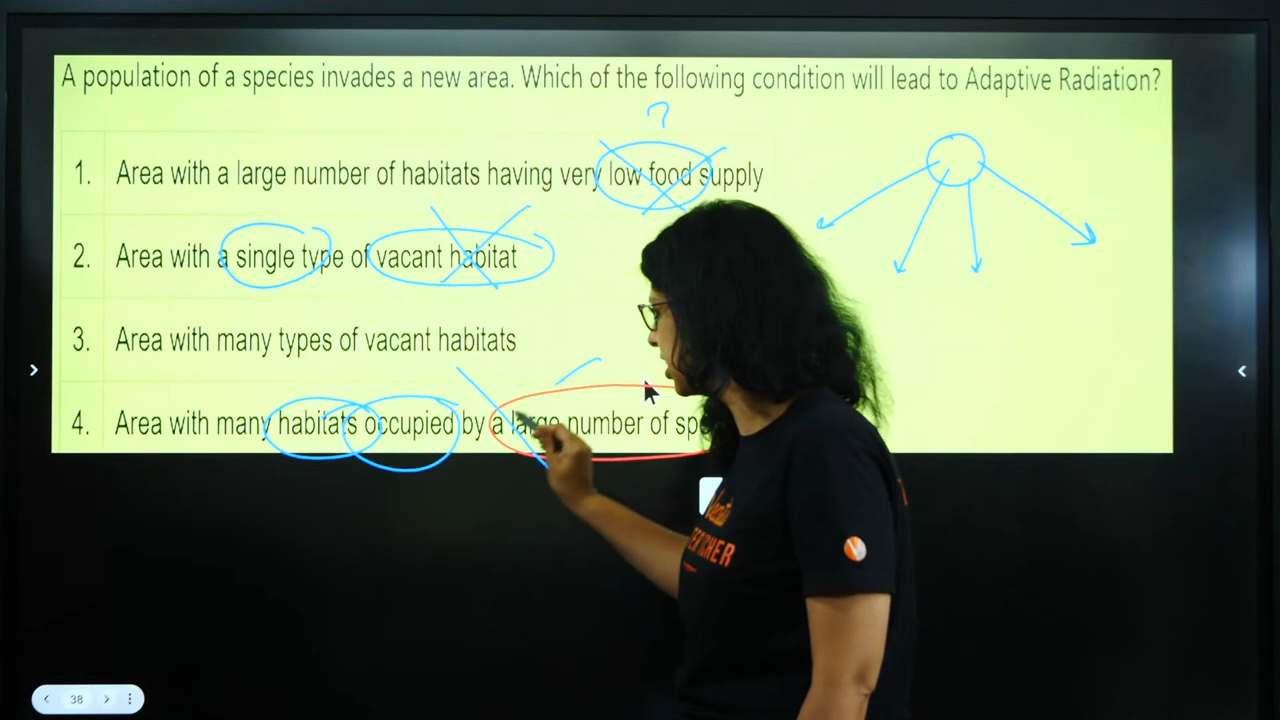 A population of a species invades a new area. Which of the following condition will lead to Adaptive Radiation?
?
1. Area with a large number of habitats having very low food supply
2. Area with a single type of vacant habitat
3. Area with many types of vacant habitats
4. Area with many habitats occupied by a large number of
38